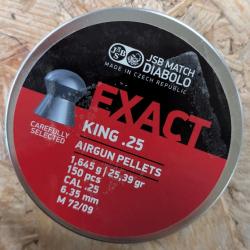 JSB
JSB MATCH
DIABOLO
MADE IN CZECH REPUBLIC
EXACT
CAREFULLY
SELECTED
KING .25
AIRGUN PELLETS
1,645 g | 25,39 gr
150 pcs
CAL .25
6,35 mm
M 72/09